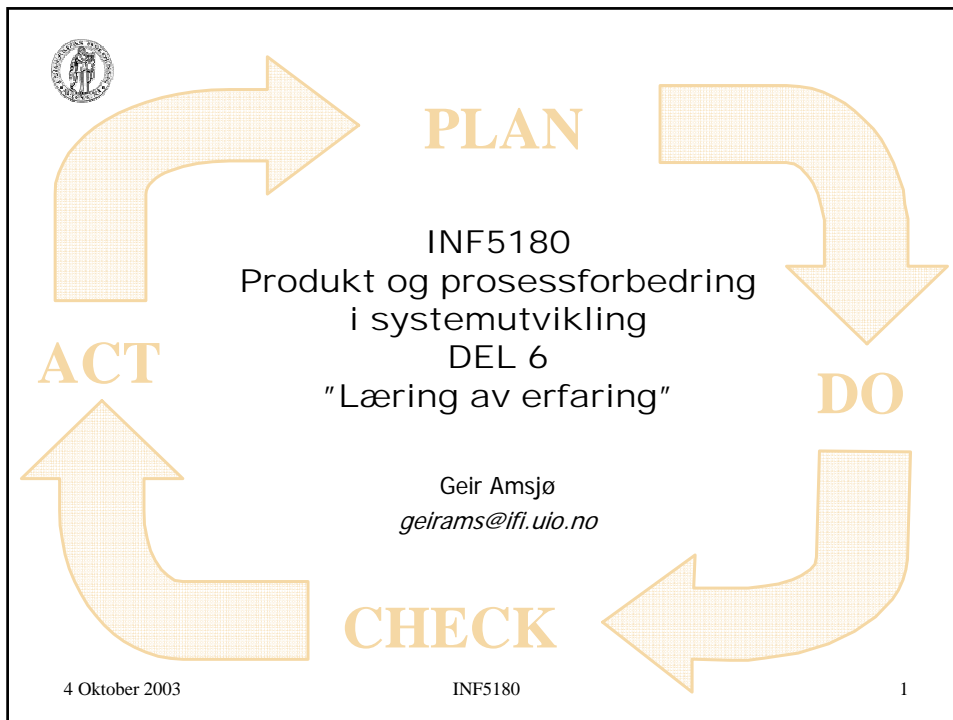 PLAN
INF5180
Produkt og prosessforbedring
i systemutvikling
DEL 6
"Læring av erfaring"
ACT
DO
Geir Amsjø
geirams@ifi.uio.no
CHECK
4 Oktober 2003
INF5180
1